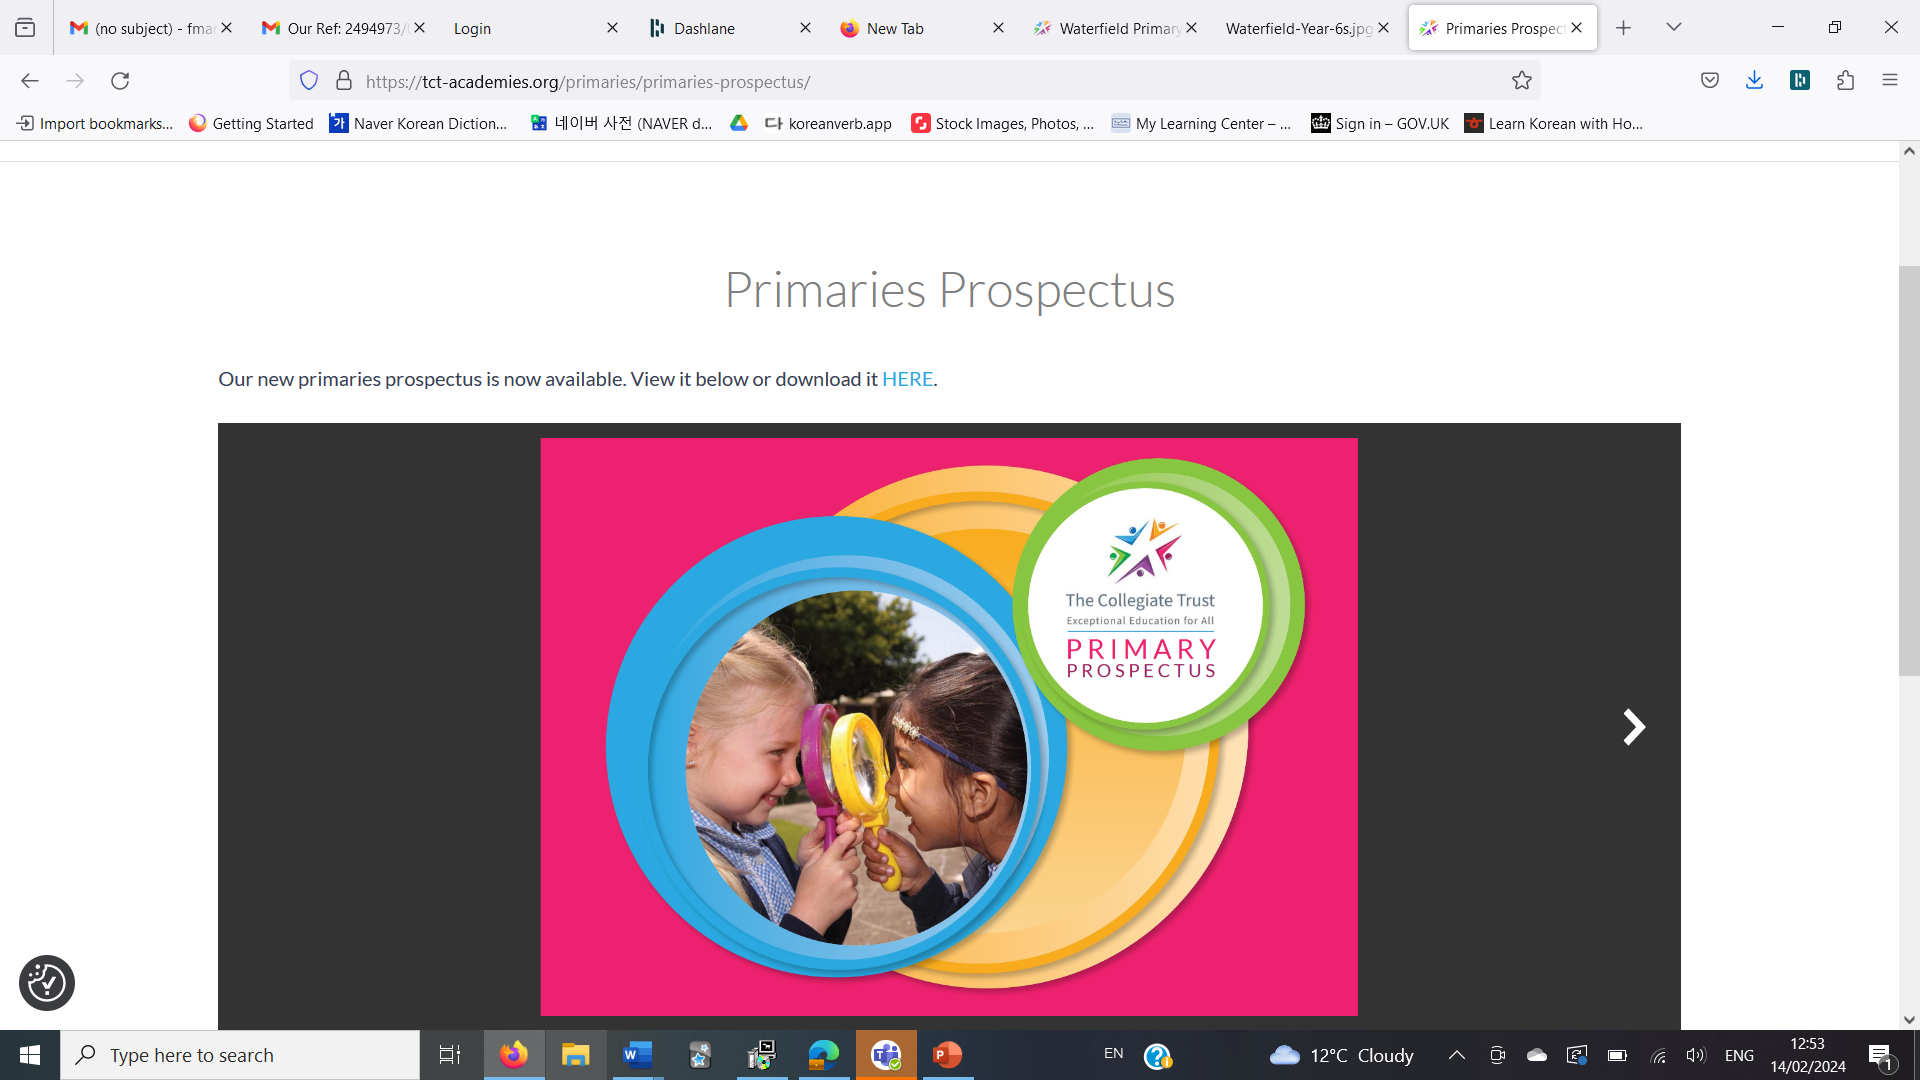 (no subject) - fmar
Our Ref: 2494973/
Login
Dashlane
New Tab
Waterfield Primary
Waterfield-Year-6s.jpg
Primaries Prospect
https://tct-academies.org/primaries/primaries-prospectus/
Import bookmarks...
Getting Started
Naver Korean Diction...
네이버 사전 (NAVER d...
koreanverb.app
Stock Images, Photos, ...
My Learning Center – ...
Sign in – GOV.UK
Learn Korean with Ho...
Primaries Prospectus
Our new primaries prospectus is now available. View it below or download it HERE.
The Collegiate Trust
Exceptional Education for All
PRIMARY
PROSPECTUS
Type here to search
EN
12°C Cloudy
ENG
12:53
14/02/2024
1